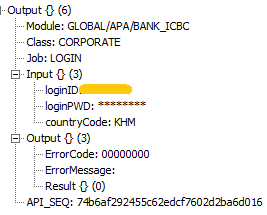 Output {} (6)
Module: GLOBAL/APA/BANK_ICBC
Class: CORPORATE
Job: LOGIN
Input {} (3)
loginID:
loginPWD: ********
countryCode: KHM
Output {} (3)
ErrorCode: 00000000
ErrorMessage:
Result {} (0)
API_SEQ: 74b6af292455c62edcf7602d2ba6d016